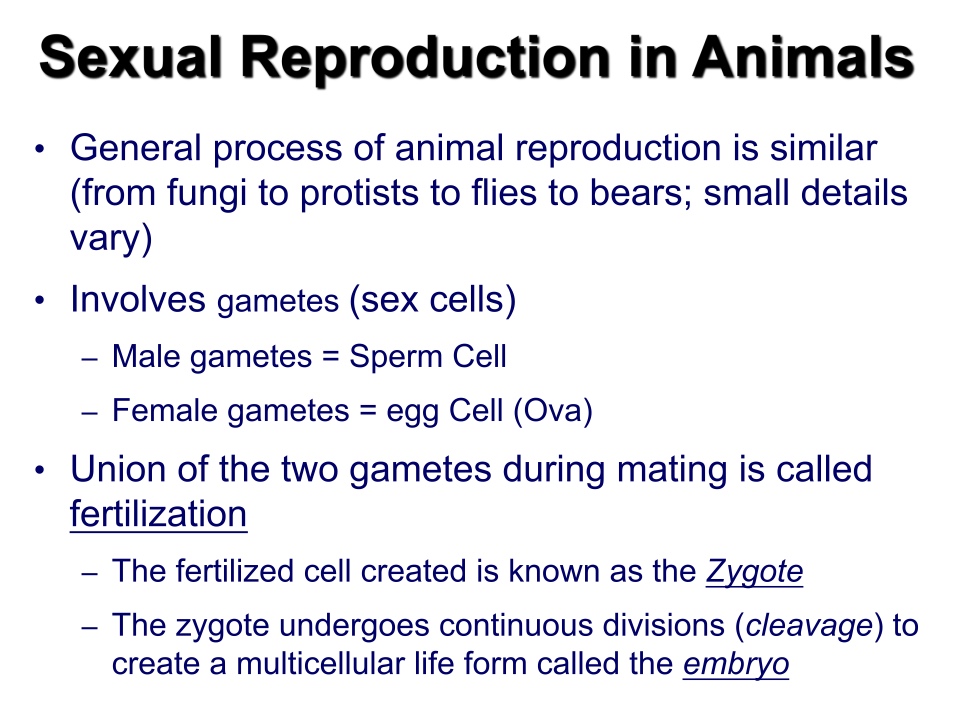 Sexual Reproduction in Animals
• General process of animal reproduction is similar
(from fungi to protists to flies to bears; small details
vary)
• Involves gametes (sex cells)
– Male gametes = Sperm Cell
– Female gametes = egg Cell (Ova)
• Union of the two gametes during mating is called
fertilization
– The fertilized cell created is known as the Zygote
– The zygote undergoes continuous divisions (cleavage) to
create a multicellular life form called the embryo